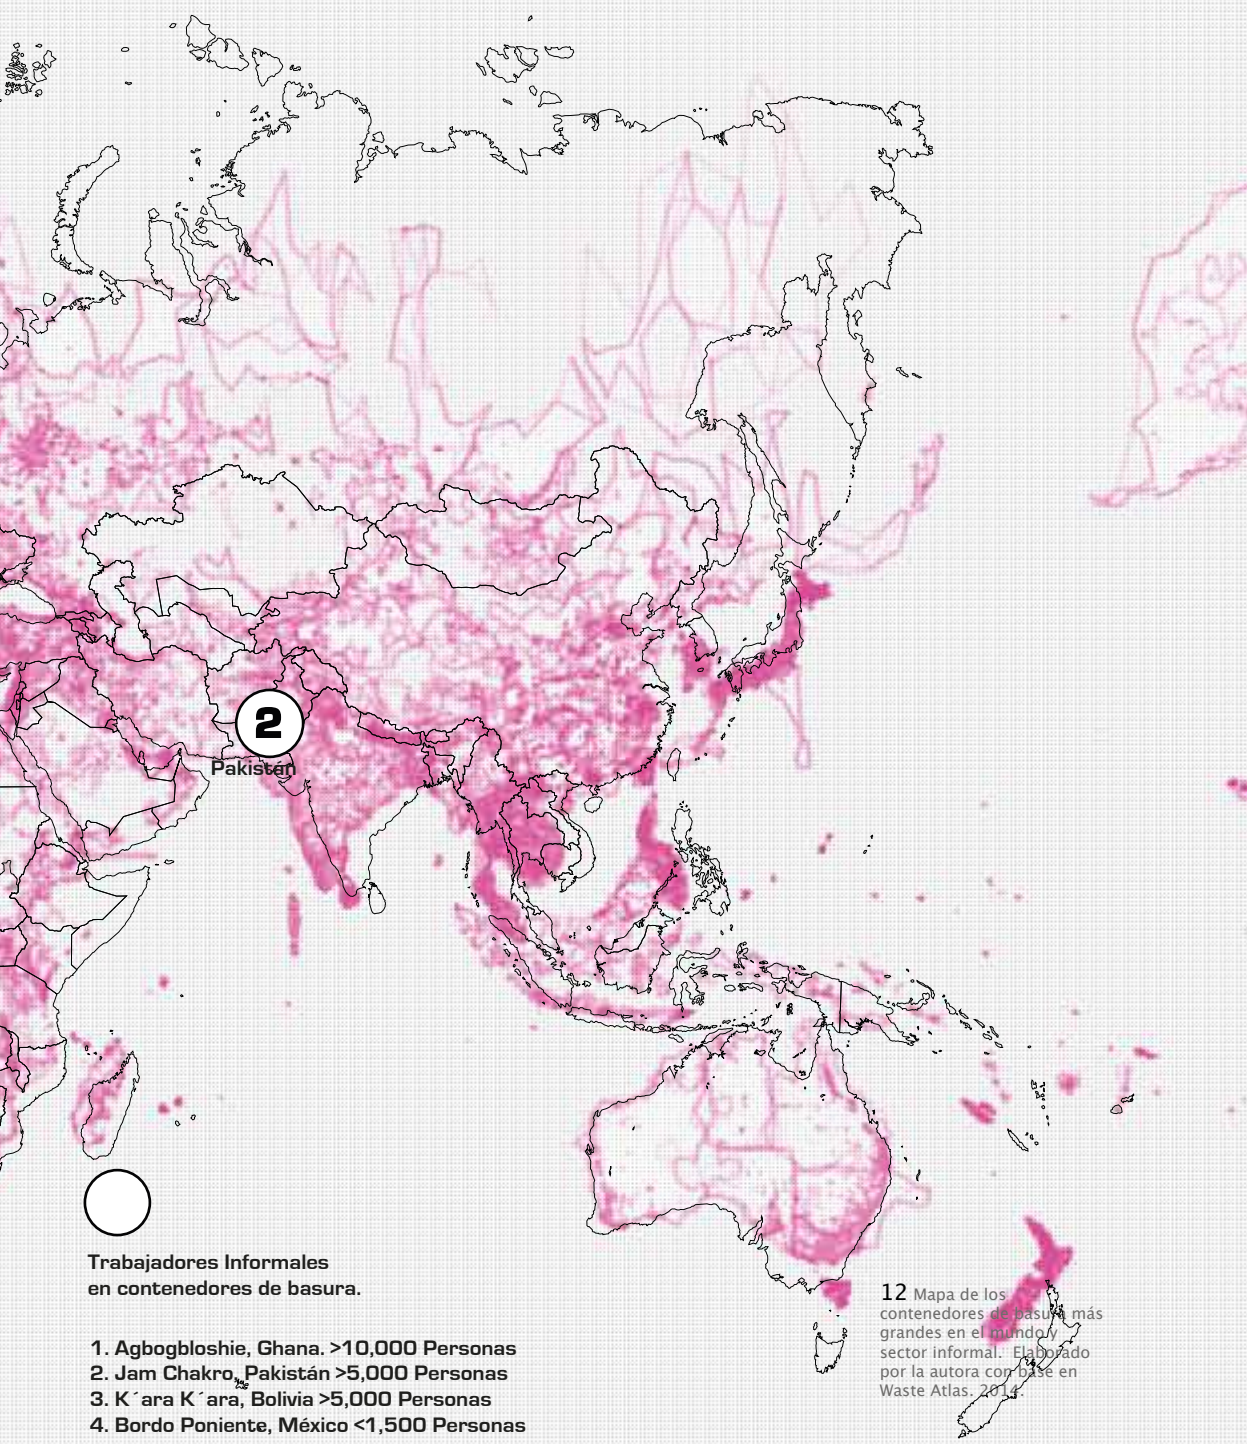 2
Pakistán
Trabajadores Informales
en contenedores de basura.
1. Agbogbloshie, Ghana. >10,000 Personas
2. Jam Chakro, Pakistán >5,000 Personas
3. K´ara K´ara, Bolivia >5,000 Personas
4. Bordo Poniente, México <1,500 Personas
12 Mapa de los
contenedores de basura más
grandes en el mundo y
sector informal. Elaborado
por la autora con base en
Waste Atlas. 2014.